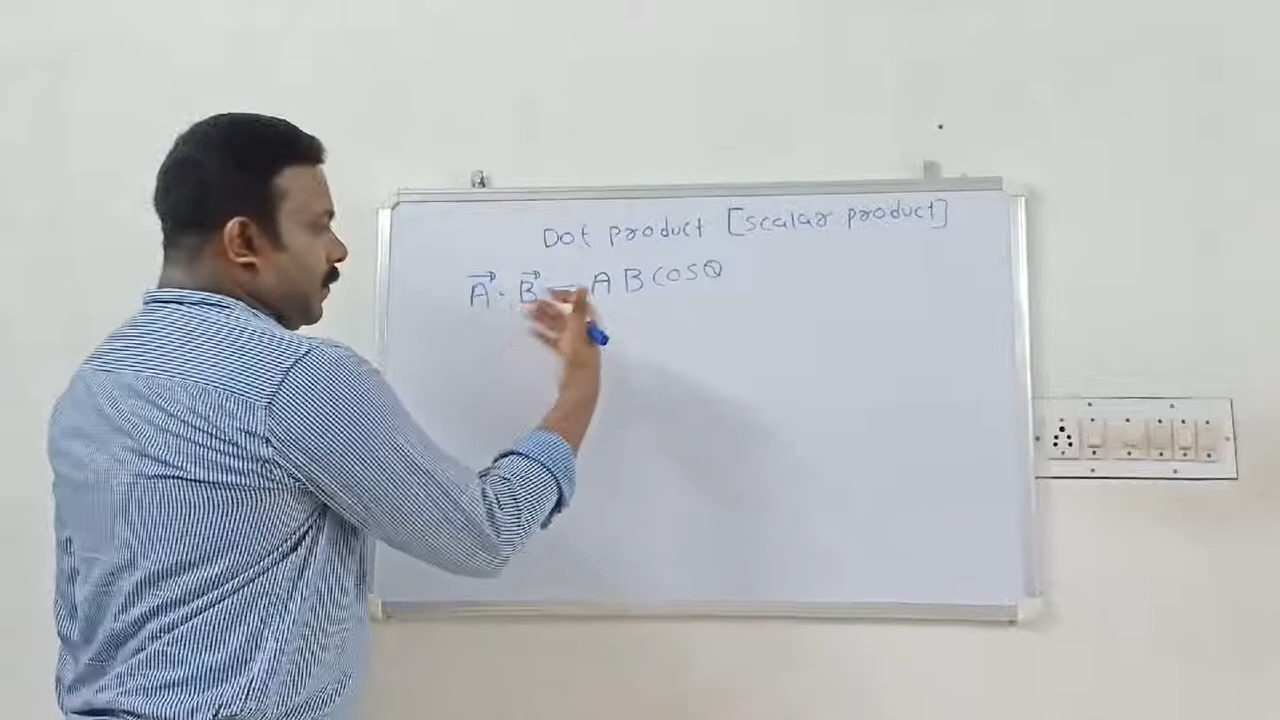 Dot product [scalar product]
A⃗ . B⃗ = A B cos θ